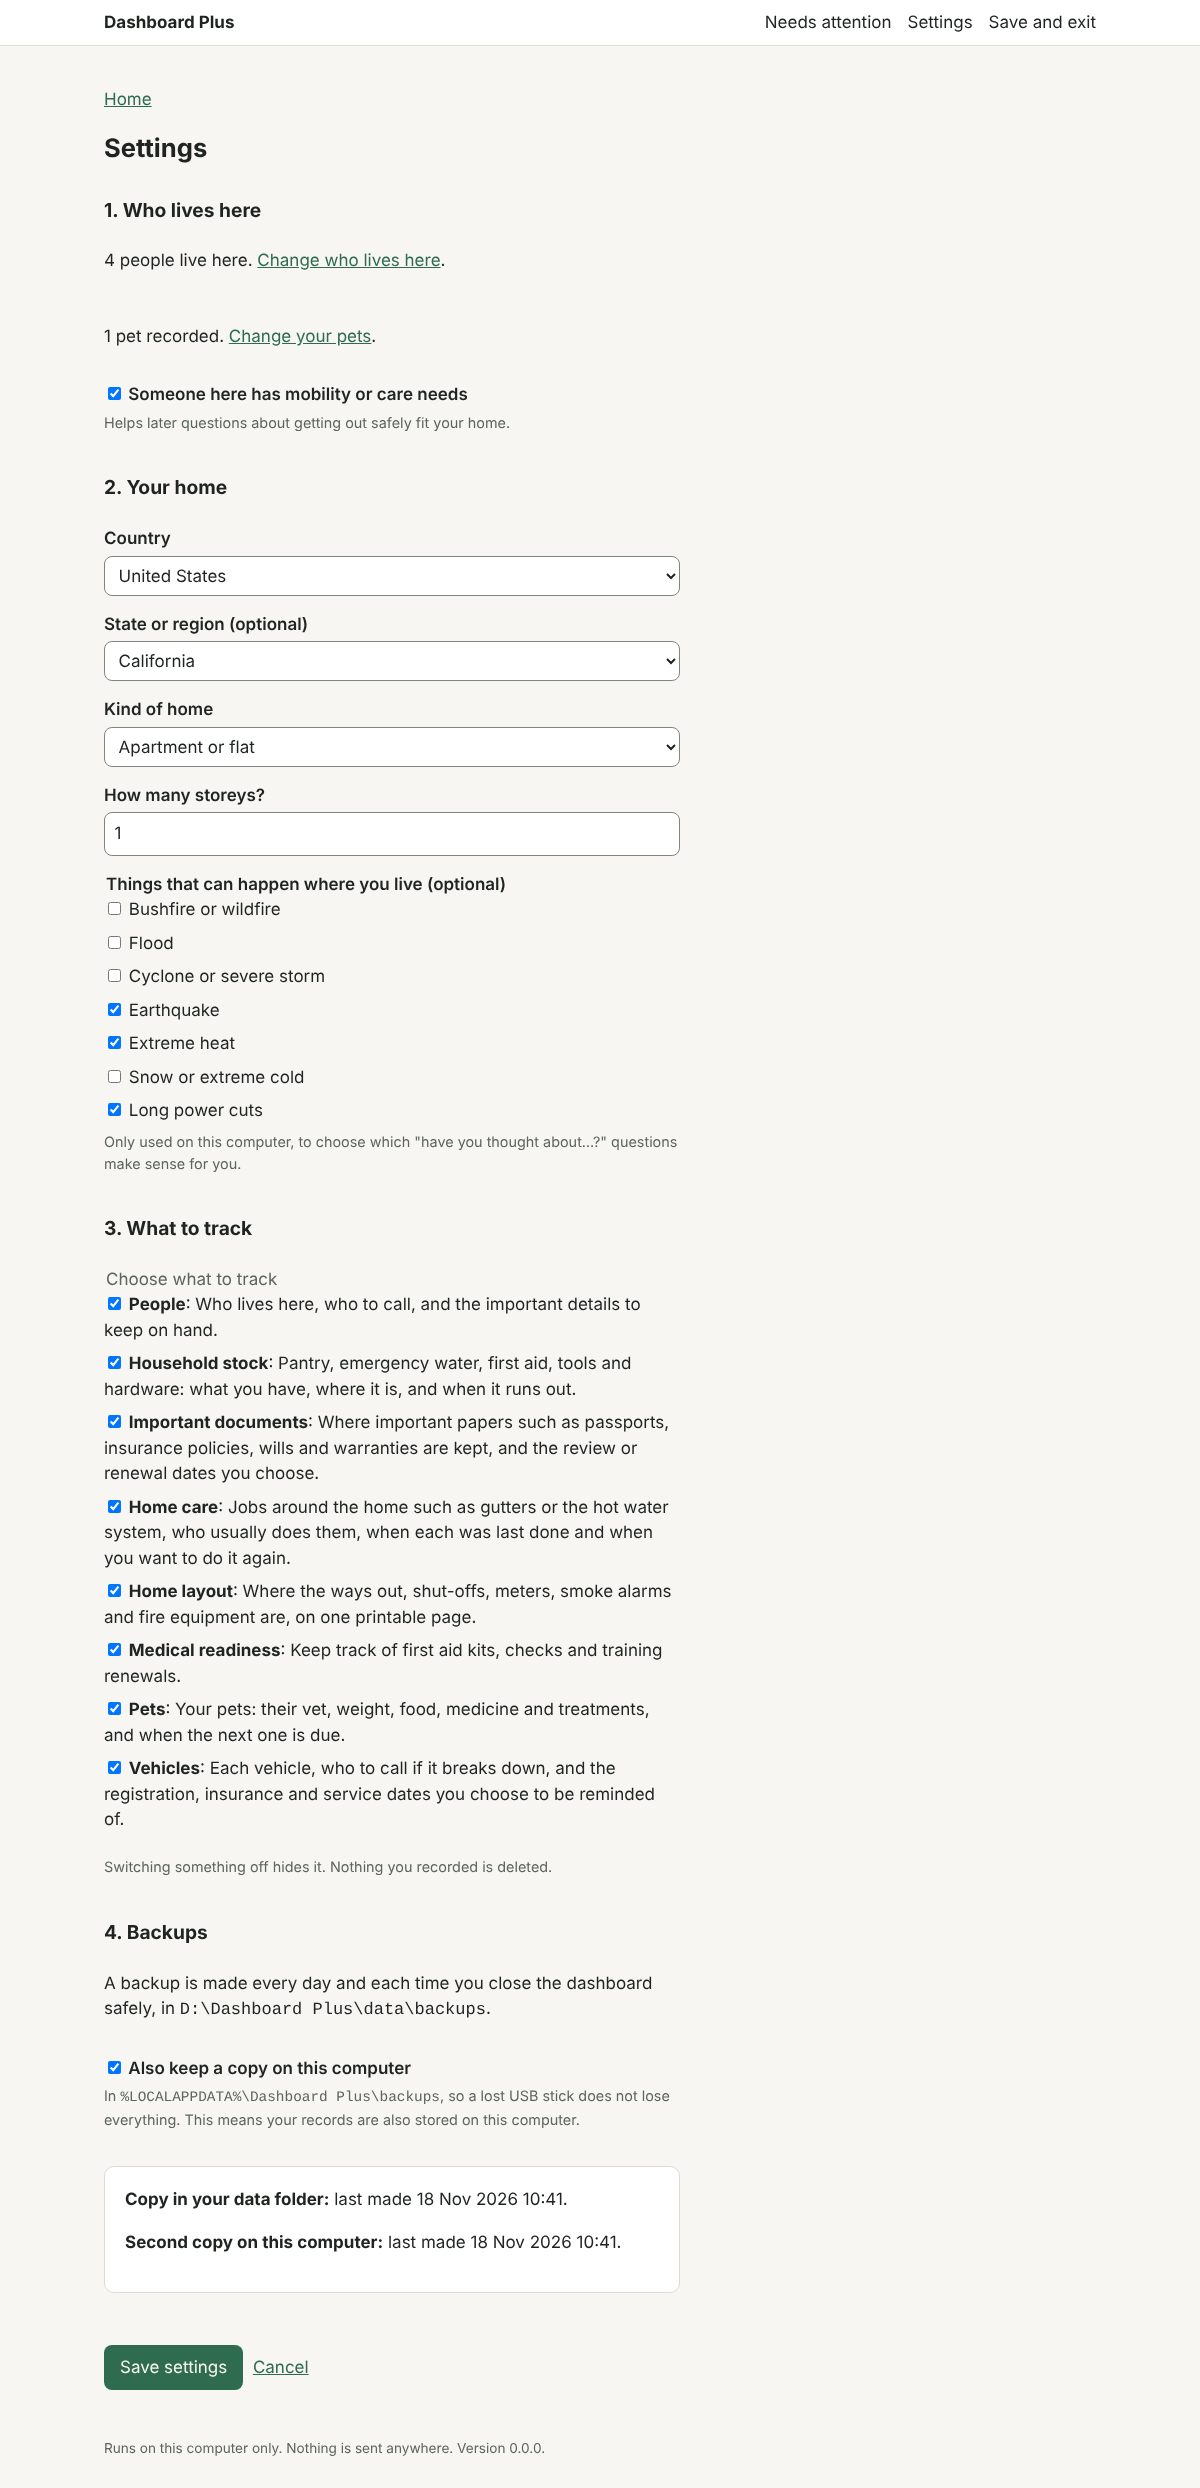 Dashboard Plus
Needs attention Settings Save and exit
Home
Settings
1. Who lives here
4 people live here. Change who lives here.
1 pet recorded. Change your pets.
Someone here has mobility or care needs
Helps later questions about getting out safely fit your home.
2. Your home
Country
United States
State or region (optional)
California
Kind of home
Apartment or flat
How many storeys?
1
Things that can happen where you live (optional)
Bushfire or wildfire
Flood
Cyclone or severe storm
Earthquake
Extreme heat
Snow or extreme cold
Long power cuts
Only used on this computer, to choose which "have you thought about...?" questions
make sense for you.
3. What to track
Choose what to track
People: Who lives here, who to call, and the important details to
keep on hand.
Household stock: Pantry, emergency water, first aid, tools and
hardware: what you have, where it is, and when it runs out.
Important documents: Where important papers such as passports,
insurance policies, wills and warranties are kept, and the review or
renewal dates you choose.
Home care: Jobs around the home such as gutters or the hot water
system, who usually does them, when each was last done and when
you want to do it again.
Home layout: Where the ways out, shut-offs, meters, smoke alarms
and fire equipment are, on one printable page.
Medical readiness: Keep track of first aid kits, checks and training
renewals.
Pets: Your pets: their vet, weight, food, medicine and treatments,
and when the next one is due.
Vehicles: Each vehicle, who to call if it breaks down, and the
registration, insurance and service dates you choose to be reminded
of.
Switching something off hides it. Nothing you recorded is deleted.
4. Backups
A backup is made every day and each time you close the dashboard
safely, in D:\Dashboard Plus\data\backups.
Also keep a copy on this computer
In %LOCALAPPDATA%\Dashboard Plus\backups, so a lost USB stick does not lose
everything. This means your records are also stored on this computer.
Copy in your data folder: last made 18 Nov 2026 10:41.
Second copy on this computer: last made 18 Nov 2026 10:41.
Save settings Cancel
Runs on this computer only. Nothing is sent anywhere. Version 0.0.0.